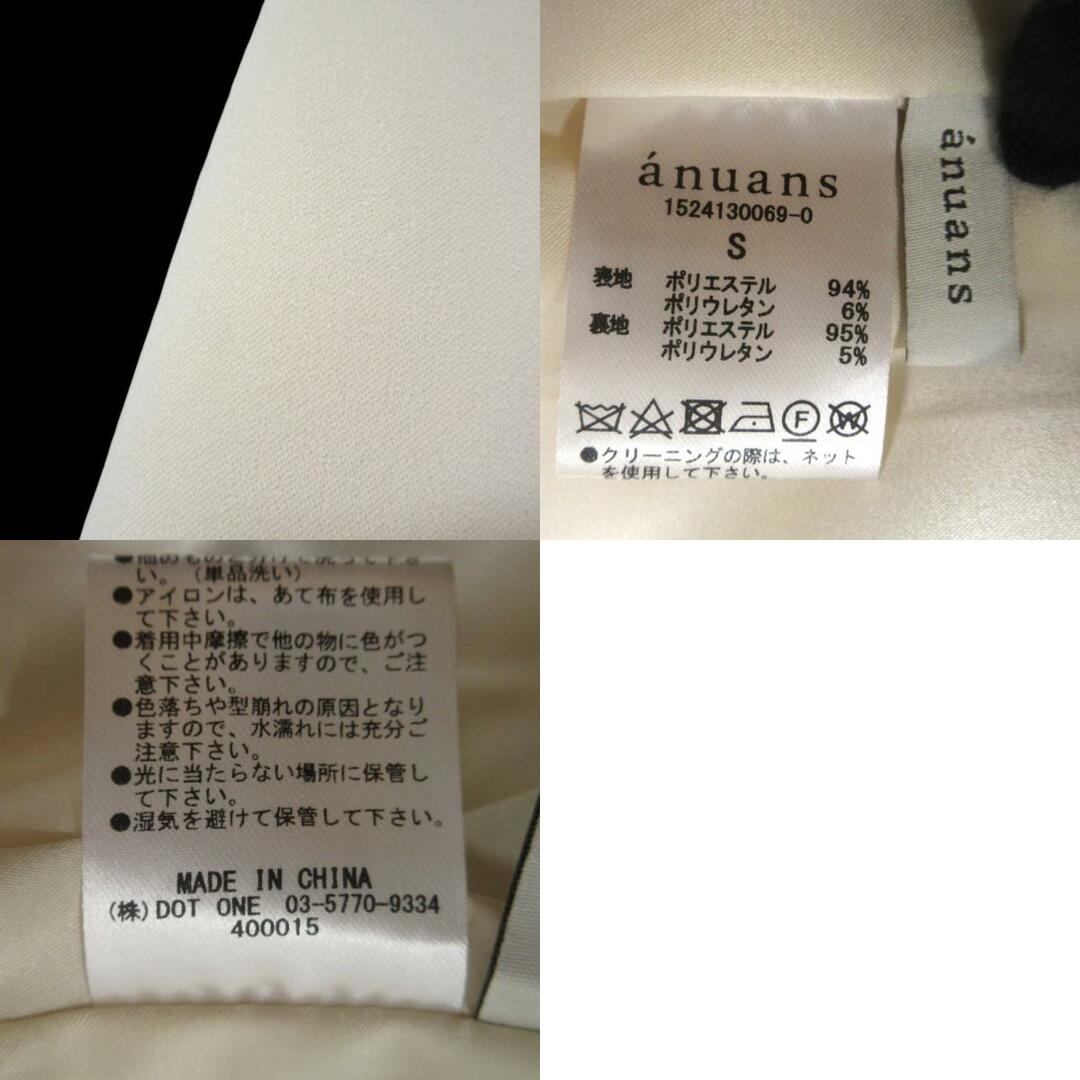 ánuans
1524130069-0
S
表地 ポリエステル 94%
ポリウレタン 6%
裏地 ポリエステル 95%
ポリウレタン 5%
F
W
●クリーニングの際は、ネット
を使用して下さい。
ánuans
い。(単品洗い)
●アイロンは、あて布を使用し
て下さい。
●着用中摩擦で他の物に色がつ
くことがありますので、ご注
意下さい。
●色落ちや型崩れの原因となり
ますので、水濡れには充分ご
注意下さい。
●光に当たらない場所に保管し
て下さい。
●湿気を避けて保管して下さい。
MADE IN CHINA
(株)DOT ONE 03-5770-9334
400015